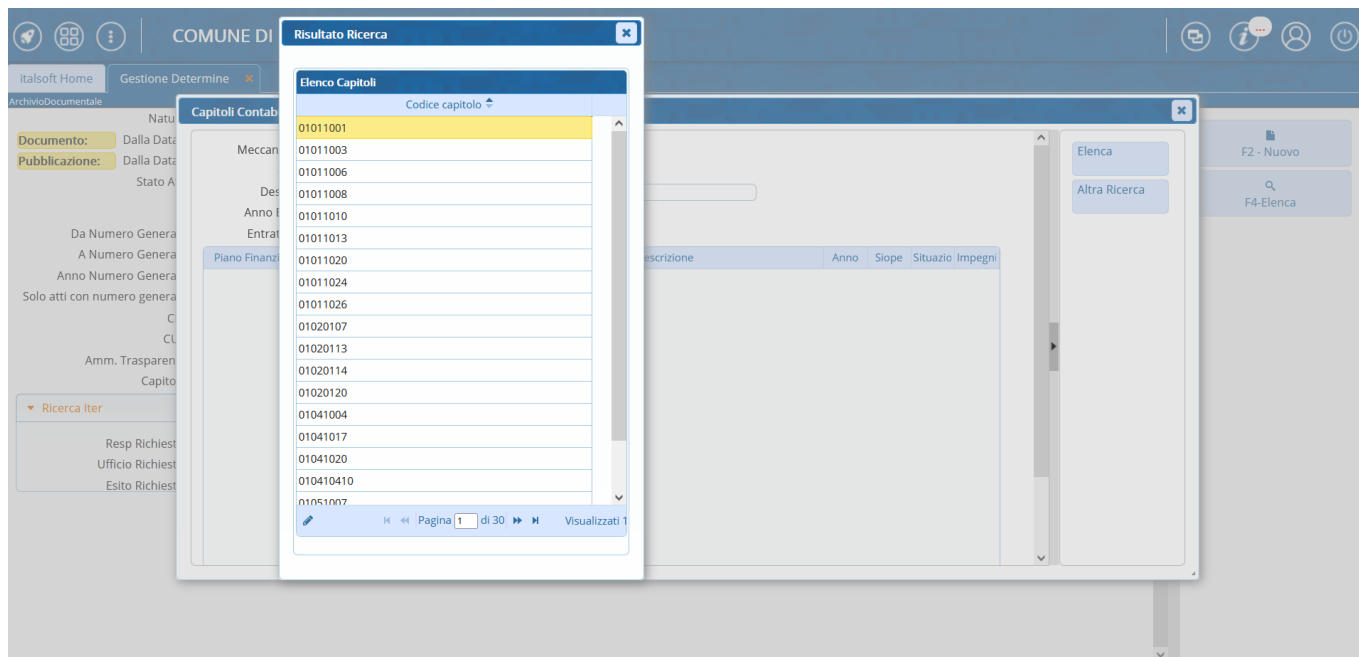 COMUNE DI
...
italsoft Home
Gestione Determine ×
ArchivioDocumentale
Natu
Documento: Dalla Data
Pubblicazione: Dalla Data
Stato A
Da Numero Genera
A Numero Genera
Anno Numero Genera
Solo atti con numero genera
C
CU
Amm. Trasparen
Capito
Ricerca Iter
Resp Richiest
Ufficio Richiest
Esito Richiest
Capitoli Contab
Meccan
Des
Anno E
Entrat
Piano Finanzi
escrizione
Anno
Siope
Situazio
Impegni
Elenca
Altra Ricerca
F2 - Nuovo
F4-Elenca
Risultato Ricerca
Elenco Capitoli
Codice capitolo
01011001
01011003
01011006
01011008
01011010
01011013
01011020
01011024
01011026
01020107
01020113
01020114
01020120
01041004
01041017
01041020
010410410
01051007
Pagina 1 di 30
Visualizzati 1